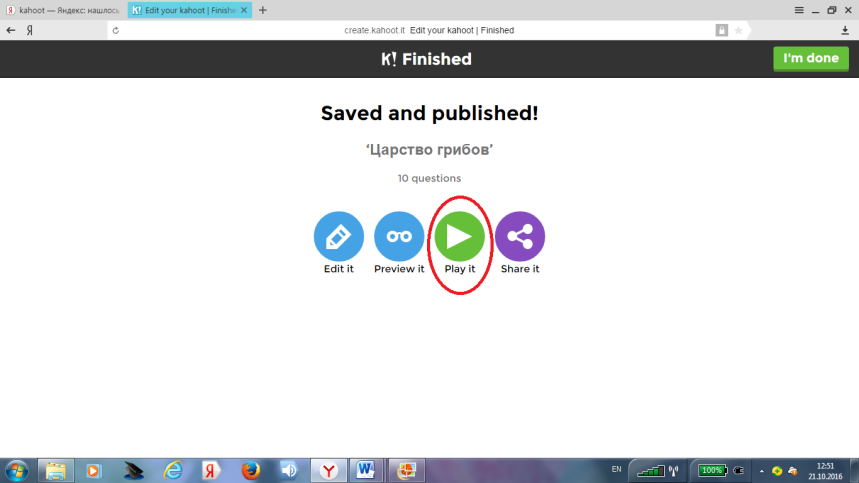 kahoot — Яндекс: нашлось
Edit your kahoot | Finishe
create.kahoot.it Edit your kahoot | Finished
K! Finished
I'm done
Saved and published!
‘Царство грибов’
10 questions
Edit it Preview it Play it Share it
EN 100% 12:51
21.10.2016